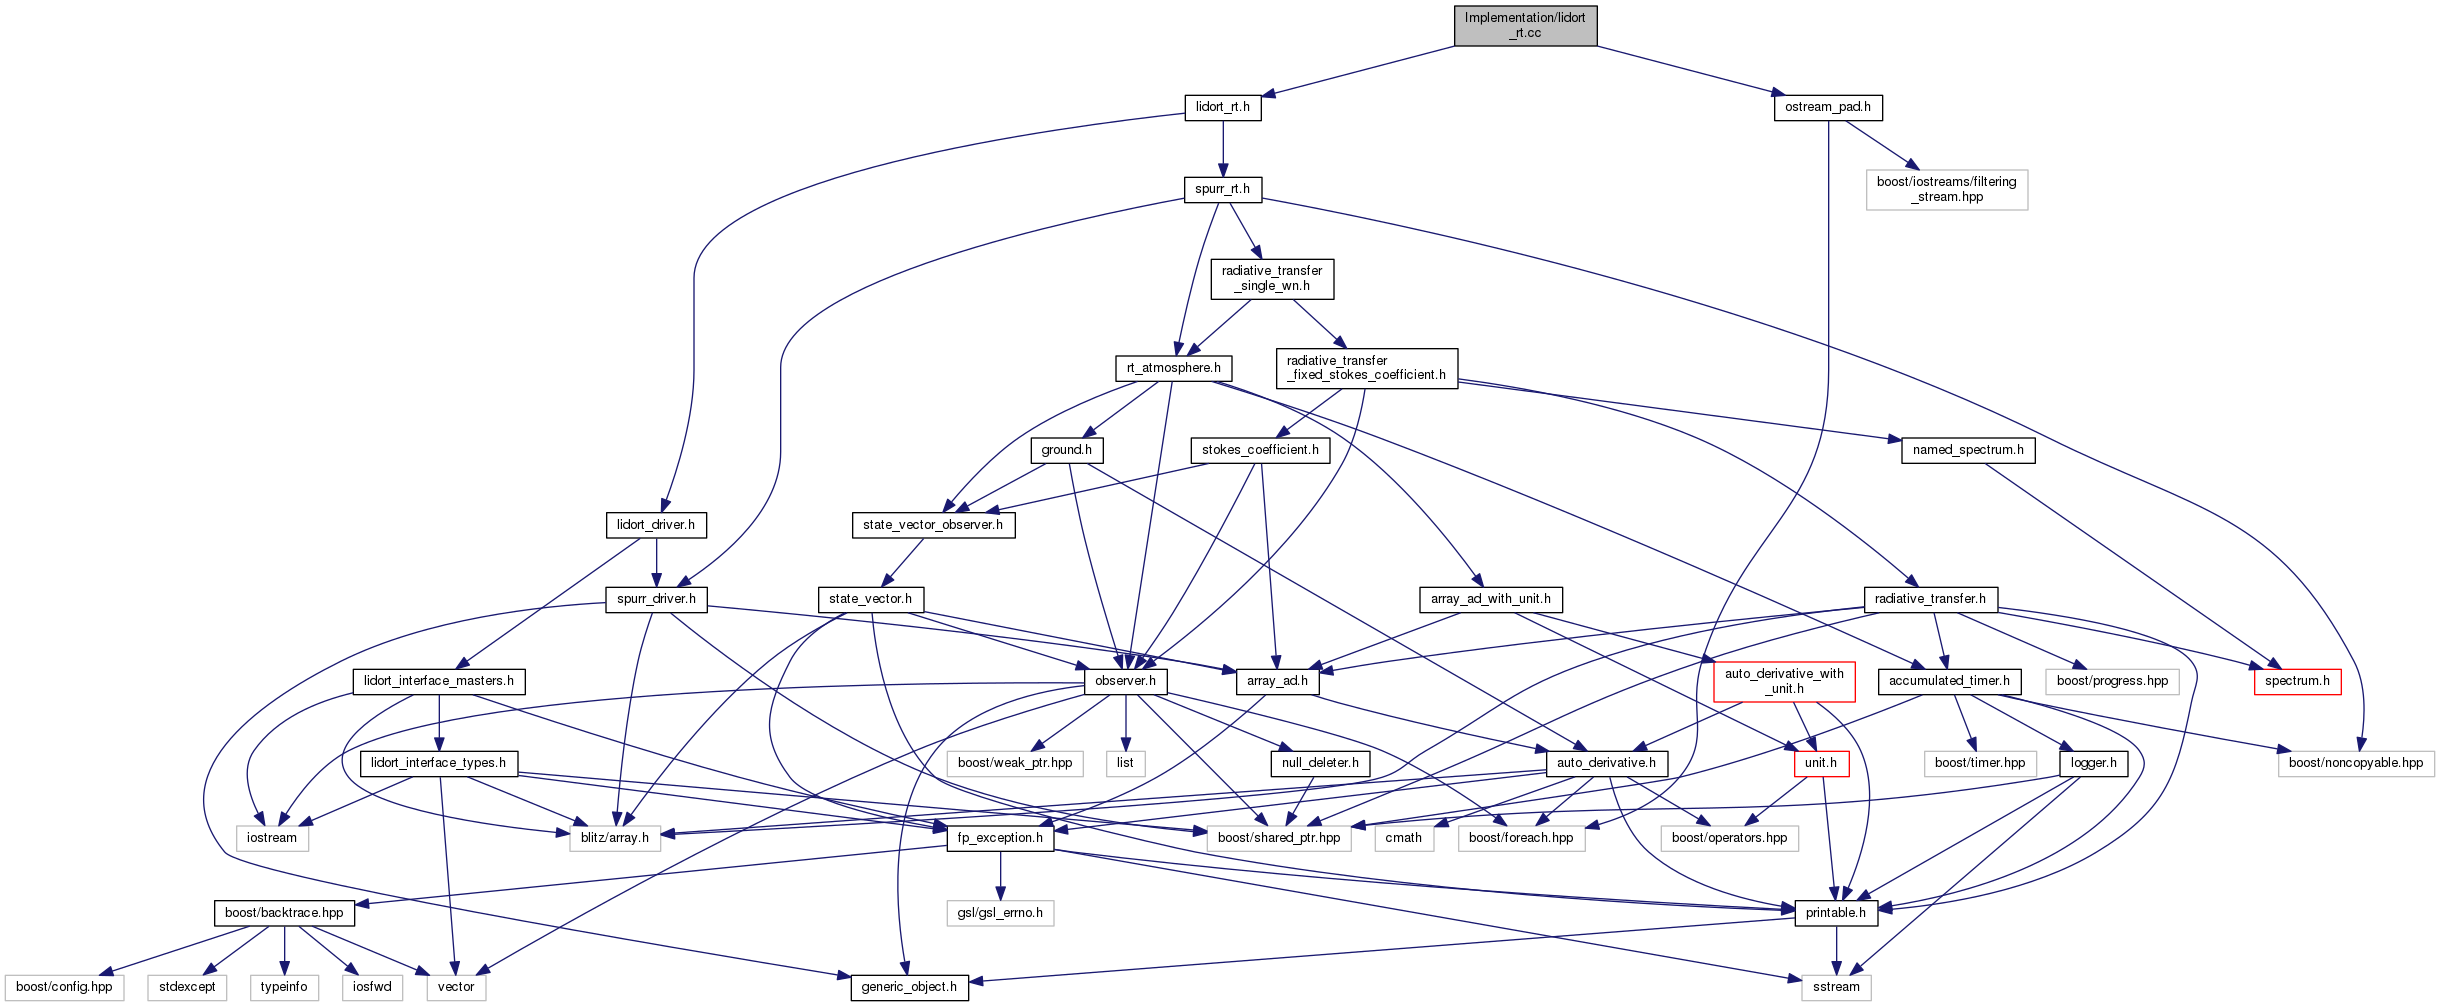 Implementation/lidort
_rt.cc
lidort_rt.h
ostream_pad.h
spurr_rt.h
boost/iostreams/filtering
_stream.hpp
radiative_transfer
_single_wn.h
rt_atmosphere.h
radiative_transfer
_fixed_stokes_coefficient.h
ground.h
stokes_coefficient.h
named_spectrum.h
lidort_driver.h
state_vector_observer.h
spurr_driver.h
state_vector.h
array_ad_with_unit.h
radiative_transfer.h
lidort_interface_masters.h
observer.h
array_ad.h
auto_derivative_with
_unit.h
accumulated_timer.h
boost/progress.hpp
spectrum.h
lidort_interface_types.h
boost/weak_ptr.hpp
list
null_deleter.h
auto_derivative.h
unit.h
boost/timer.hpp
logger.h
boost/noncopyable.hpp
iostream
blitz/array.h
fp_exception.h
boost/shared_ptr.hpp
cmath
boost/foreach.hpp
boost/operators.hpp
boost/backtrace.hpp
gsl/gsl_errno.h
printable.h
boost/config.hpp
stdexcept
typeinfo
iosfwd
vector
generic_object.h
sstream